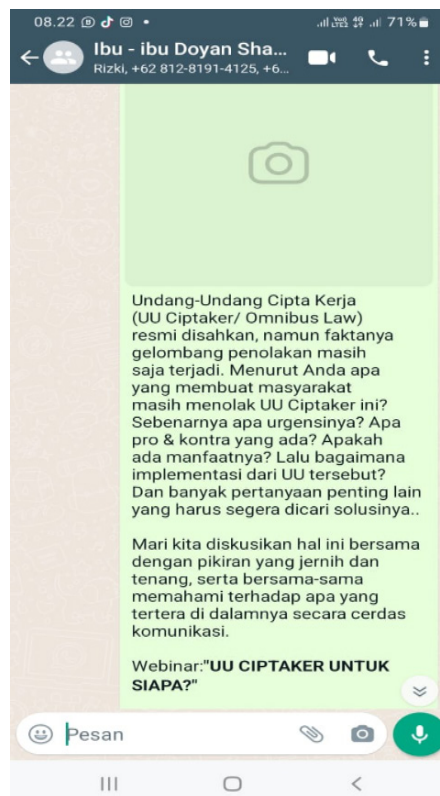 08.22
71%
Ibu - ibu Doyan Sha...
Rizki, +62 812-8191-4125, +6...
Undang-Undang Cipta Kerja
(UU Ciptaker/ Omnibus Law)
resmi disahkan, namun faktanya
gelombang penolakan masih
saja terjadi. Menurut Anda apa
yang membuat masyarakat
masih menolak UU Ciptaker ini?
Sebenarnya apa urgensinya? Apa
pro & kontra yang ada? Apakah
ada manfaatnya? Lalu bagaimana
implementasi dari UU tersebut?
Dan banyak pertanyaan penting lain
yang harus segera dicari solusinya..
Mari kita diskusikan hal ini bersama
dengan pikiran yang jernih dan
tenang, serta bersama-sama
memahami terhadap apa yang
tertera di dalamnya secara cerdas
komunikasi.
Webinar:"UU CIPTAKER UNTUK
SIAPA?"
Pesan